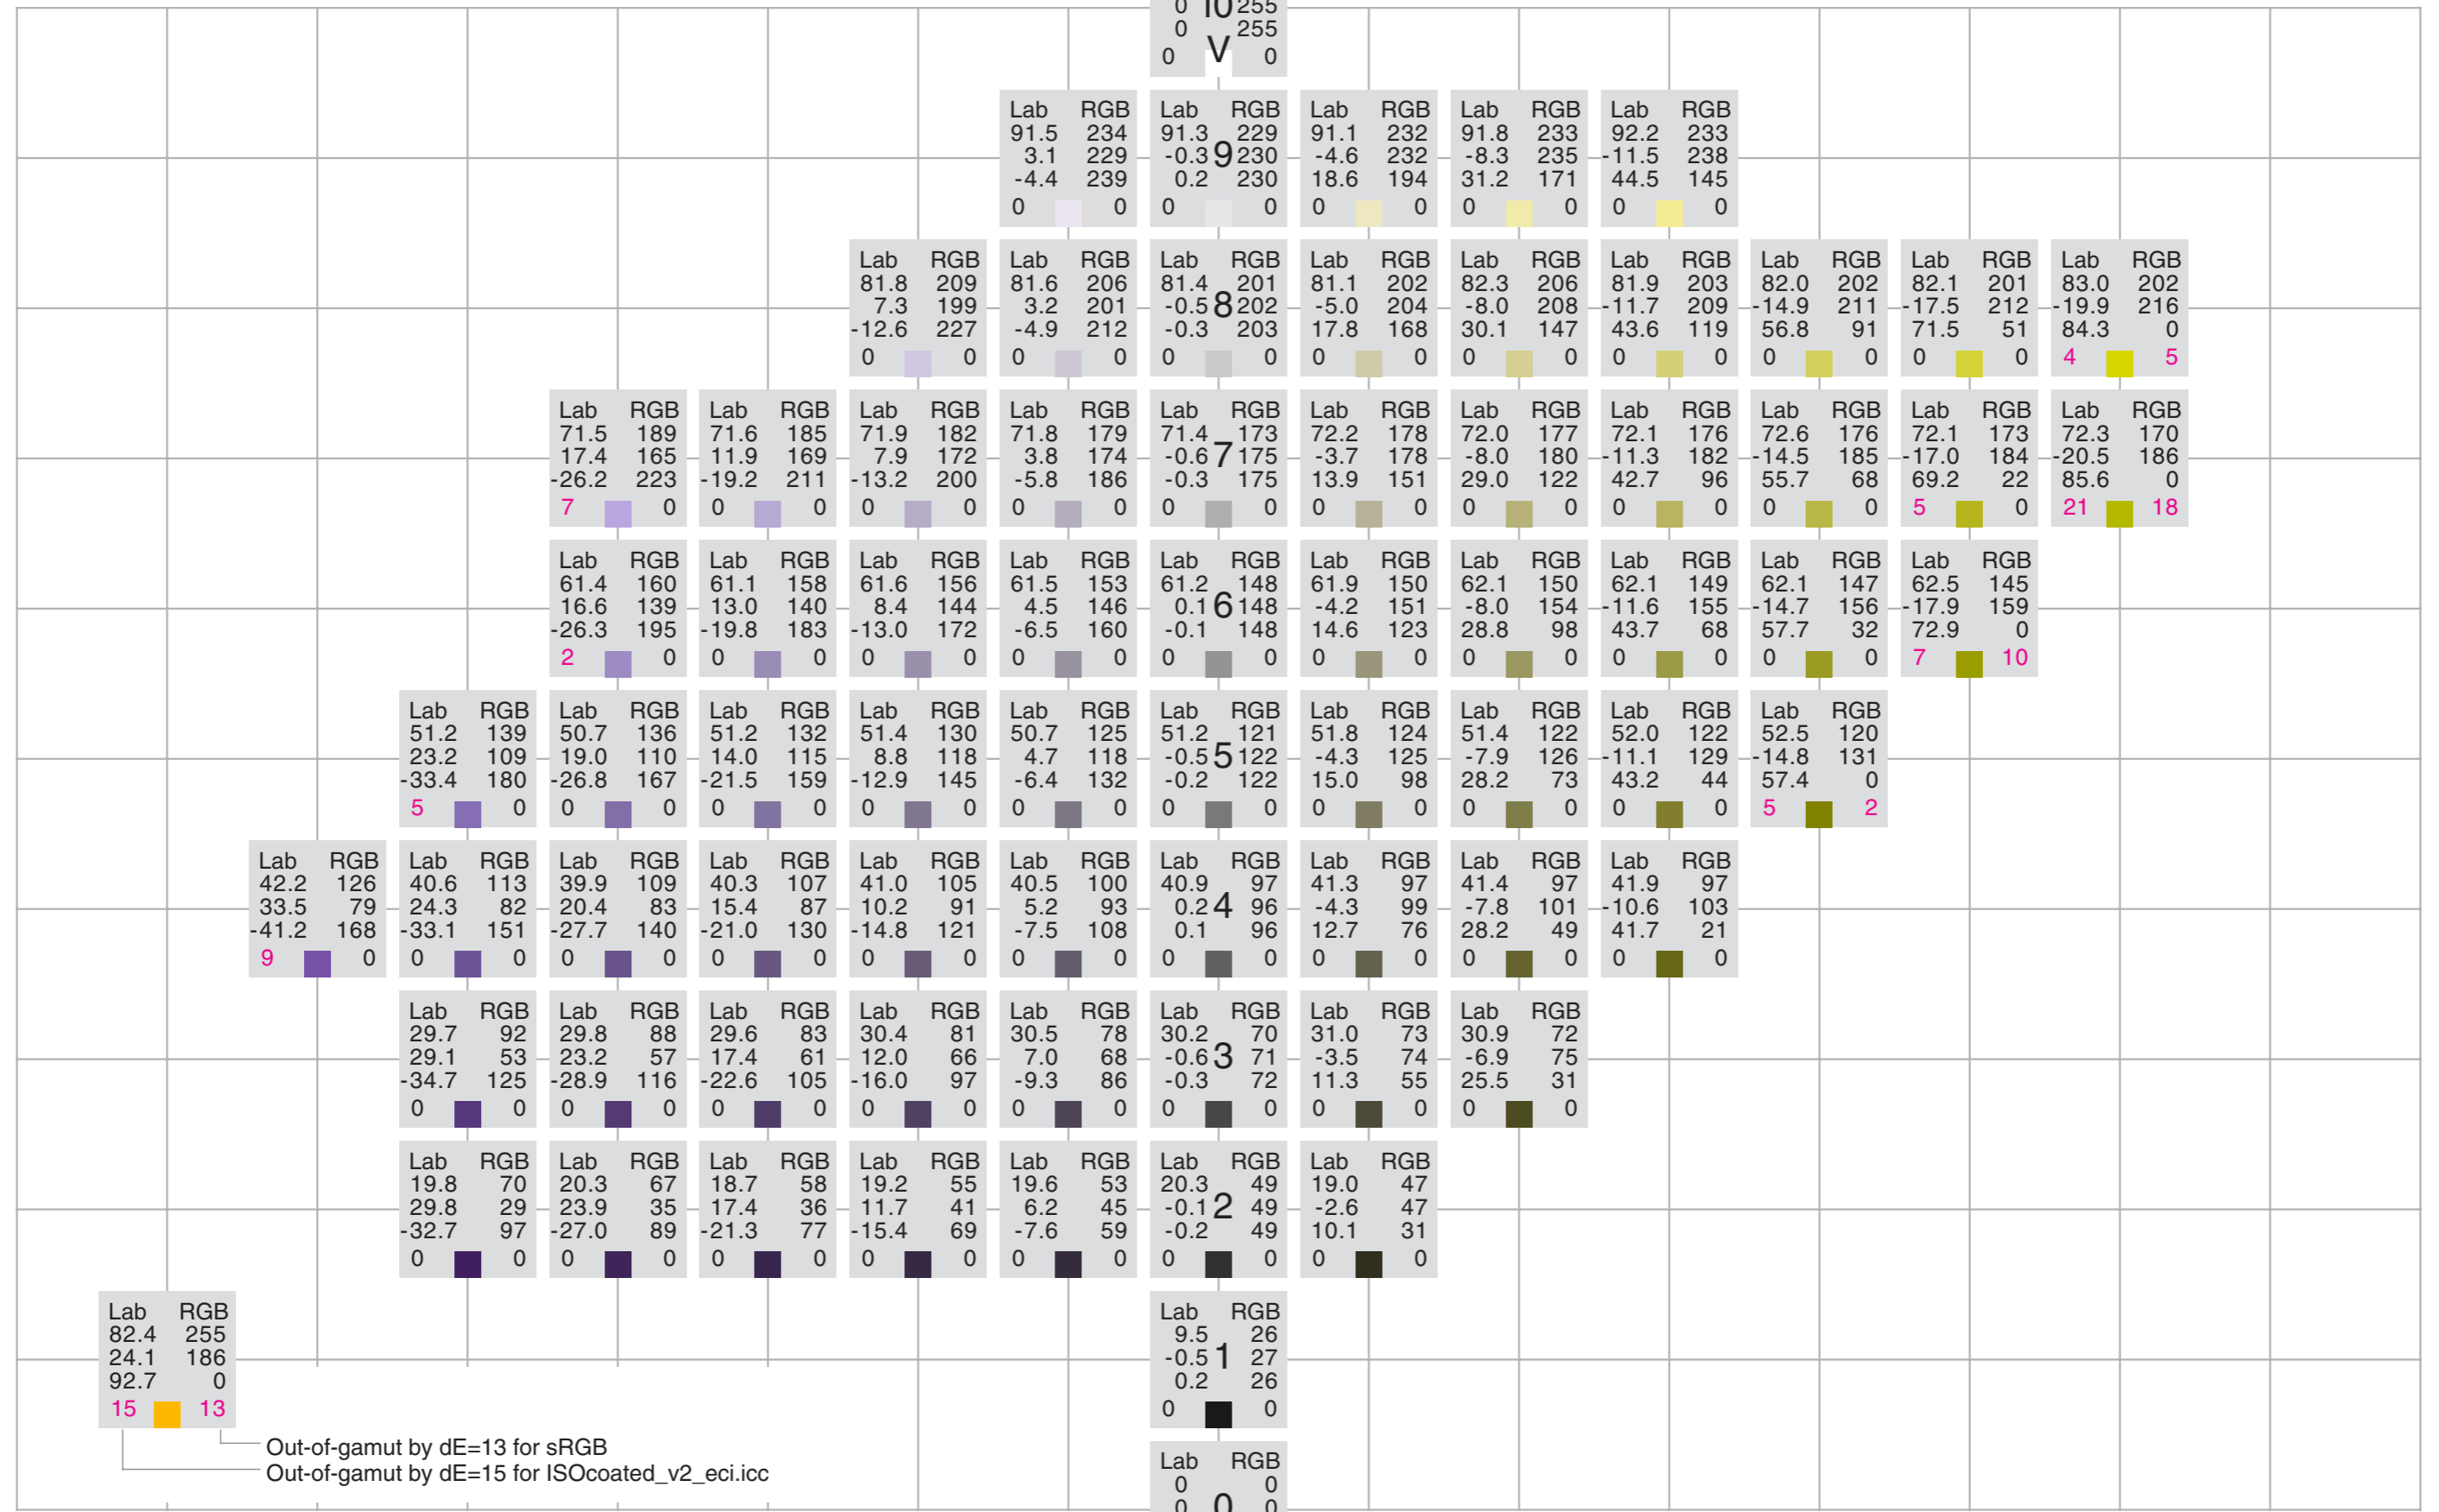 0 10 255
0 255
V
0 0
Lab RGB Lab RGB Lab RGB Lab RGB Lab RGB
91.5 234 91.3 229 91.1 232 91.8 233 92.2 233
3.1 229 -0.3 9 230 -4.6 232 -8.3 235 -11.5 238
-4.4 239 0.2 230 18.6 194 31.2 171 44.5 145
0 0 0 0 0 0 0 0 0 0
Lab RGB Lab RGB Lab RGB Lab RGB Lab RGB Lab RGB Lab RGB Lab RGB Lab RGB
81.8 209 81.6 206 81.4 201 81.1 202 82.3 206 81.9 203 82.0 202 82.1 201 83.0 202
7.3 199 3.2 201 -0.5 8 202 -5.0 204 -8.0 208 -11.7 209 -14.9 211 -17.5 212 -19.9 216
-12.6 227 -4.9 212 -0.3 203 17.8 168 30.1 147 43.6 119 56.8 91 71.5 51 84.3 0
0 0 0 0 0 0 0 0 0 0 0 0 0 0 0 0 4 5
Lab RGB Lab RGB Lab RGB Lab RGB Lab RGB Lab RGB Lab RGB Lab RGB Lab RGB Lab RGB Lab RGB
71.5 189 71.6 185 71.9 182 71.8 179 71.4 173 72.2 178 72.0 177 72.1 176 72.6 176 72.1 173 72.3 170
17.4 165 11.9 169 7.9 172 3.8 174 -0.6 7 175 -3.7 178 -8.0 180 -11.3 182 -14.5 185 -17.0 184 -20.5 186
-26.2 223 -19.2 211 -13.2 200 -5.8 186 -0.3 175 13.9 151 29.0 122 42.7 96 55.7 68 69.2 22 85.6 0
7 0 0 0 0 0 0 0 0 0 0 0 0 0 0 0 0 0 5 0 21 18
Lab RGB Lab RGB Lab RGB Lab RGB Lab RGB Lab RGB Lab RGB Lab RGB Lab RGB Lab RGB
61.4 160 61.1 158 61.6 156 61.5 153 61.2 148 61.9 150 62.1 150 62.1 149 62.1 147 62.5 145
16.6 139 13.0 140 8.4 144 4.5 146 0.1 6 148 -4.2 151 -8.0 154 -11.6 155 -14.7 156 -17.9 159
-26.3 195 -19.8 183 -13.0 172 -6.5 160 -0.1 148 14.6 123 28.8 98 43.7 68 57.7 32 72.9 0
2 0 0 0 0 0 0 0 0 0 0 0 0 0 0 0 0 0 7 10
Lab RGB Lab RGB Lab RGB Lab RGB Lab RGB Lab RGB Lab RGB Lab RGB Lab RGB Lab RGB
51.2 139 50.7 136 51.2 132 51.4 130 50.7 125 51.2 121 51.8 124 51.4 122 52.0 122 52.5 120
23.2 109 19.0 110 14.0 115 8.8 118 4.7 118 -0.5 5 122 -4.3 125 -7.9 126 -11.1 129 -14.8 131
-33.4 180 -26.8 167 -21.5 159 -12.9 145 -6.4 132 -0.2 122 15.0 98 28.2 73 43.2 44 57.4 0
5 0 0 0 0 0 0 0 0 0 0 0 0 0 0 0 0 0 5 2
Lab RGB Lab RGB Lab RGB Lab RGB Lab RGB Lab RGB Lab RGB Lab RGB Lab RGB Lab RGB
42.2 126 40.6 113 39.9 109 40.3 107 41.0 105 40.5 100 40.9 97 41.3 97 41.4 97 41.9 97
33.5 79 24.3 82 20.4 83 15.4 87 10.2 91 5.2 93 0.2 4 96 -4.3 99 -7.8 101 -10.6 103
-41.2 168 -33.1 151 -27.7 140 -21.0 130 -14.8 121 -7.5 108 0.1 96 12.7 76 28.2 49 41.7 21
9 0 0 0 0 0 0 0 0 0 0 0 0 0 0 0 0 0 0 0
Lab RGB Lab RGB Lab RGB Lab RGB Lab RGB Lab RGB Lab RGB Lab RGB
29.7 92 29.8 88 29.6 83 30.4 81 30.5 78 30.2 70 31.0 73 30.9 72
29.1 53 23.2 57 17.4 61 12.0 66 7.0 68 -0.6 3 71 -3.5 74 -6.9 75
-34.7 125 -28.9 116 -22.6 105 -16.0 97 -9.3 86 -0.3 72 11.3 55 25.5 31
0 0 0 0 0 0 0 0 0 0 0 0 0 0 0 0
Lab RGB Lab RGB Lab RGB Lab RGB Lab RGB Lab RGB Lab RGB
19.8 70 20.3 67 18.7 58 19.2 55 19.6 53 20.3 49 19.0 47
29.8 29 23.9 35 17.4 36 11.7 41 6.2 45 -0.1 2 49 -2.6 47
-32.7 97 -27.0 89 -21.3 77 -15.4 69 -7.6 59 -0.2 49 10.1 31
0 0 0 0 0 0 0 0 0 0 0 0 0 0
Lab RGB Lab RGB
82.4 255 9.5 26
24.1 186 -0.5 1 27
92.7 0 0.2 26
15 13 0 0
Out-of-gamut by dE=13 for sRGB
Out-of-gamut by dE=15 for ISOcoated_v2_eci.icc
Lab RGB
0 0
0 0 0